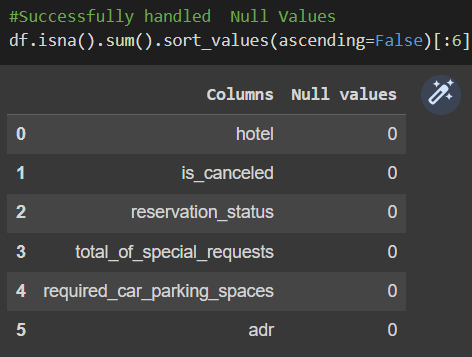 #Successfully handled  Null Values
df.isna().sum().sort_values(ascending=False)[:6]
Columns Null values
0 hotel 0
1 is_canceled 0
2 reservation_status 0
3 total_of_special_requests 0
4 required_car_parking_spaces 0
5 adr 0